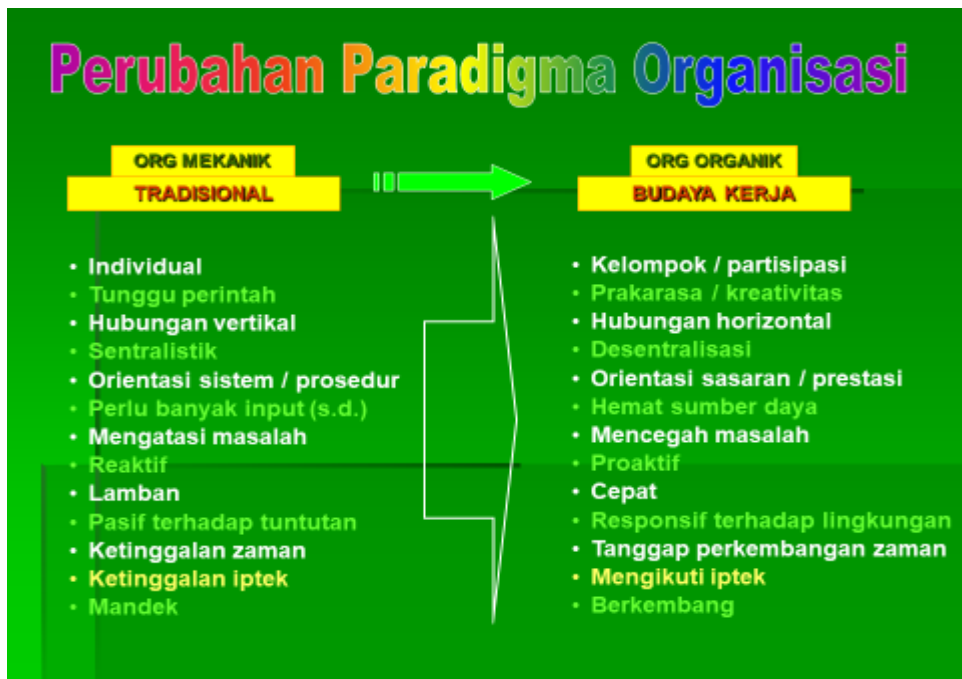 Perubahan Paradigma Organisasi
ORG MEKANIK
TRADISIONAL
• Individual
• Tunggu perintah
• Hubungan vertikal
• Sentralistik
• Orientasi sistem / prosedur
• Perlu banyak input (s.d.)
• Mengatasi masalah
• Reaktif
• Lamban
• Pasif terhadap tuntutan
• Ketinggalan zaman
• Ketinggalan iptek
• Mandek
ORG ORGANIK
BUDAYA KERJA
• Kelompok / partisipasi
• Prakarasa / kreativitas
• Hubungan horizontal
• Desentralisasi
• Orientasi sasaran / prestasi
• Hemat sumber daya
• Mencegah masalah
• Proaktif
• Cepat
• Responsif terhadap lingkungan
• Tanggap perkembangan zaman
• Mengikuti iptek
• Berkembang